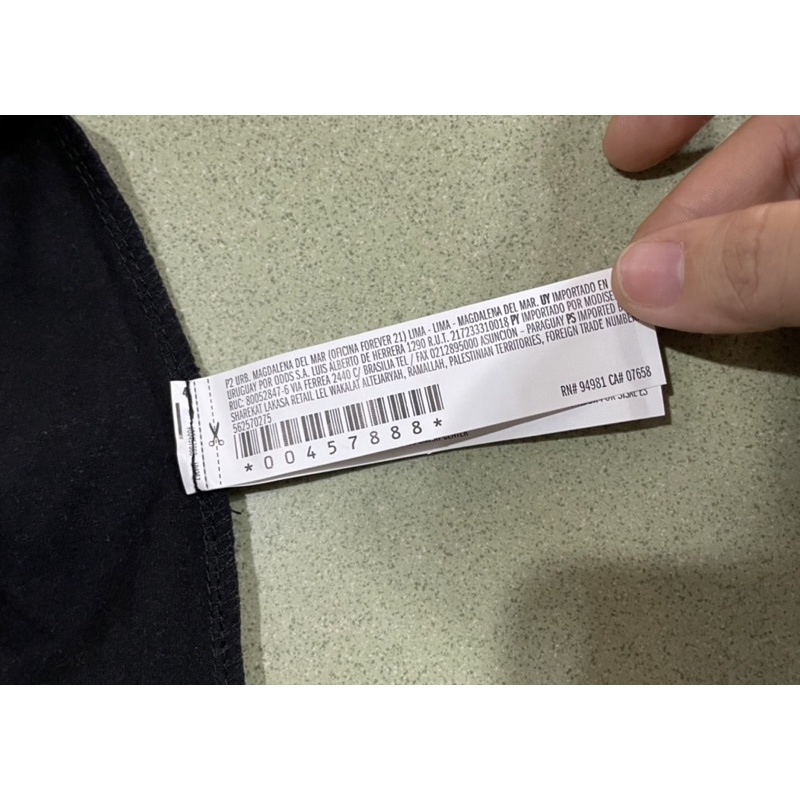 P2 URB. MAGDALENA DEL MAR (OFICINA FOREVER 21) LIMA - LIMA - MAGDALENA DEL MAR. UY IMPORTADO EN
URUGUAY POR ODDS S.A. LUIS ALBERTO DE HERRERA 1290 R.U.T. 217233310018 PY IMPORTADO POR MODISE
RUC: 80052847-6 VIA FERREA 2440 C/ BRASILIA TEL / FAX 0212895000 ASUNCIÓN - PARAGUAY PS IMPORTED
SHAREKAT LAKASA RETAIL LEL WAKALAT ALTEJARYAH, RAMALLAH, PALESTINIAN TERRITORIES, FOREIGN TRADE NUMBER
562570275
RN# 94981 CA# 07658
*00457888*
CENTER